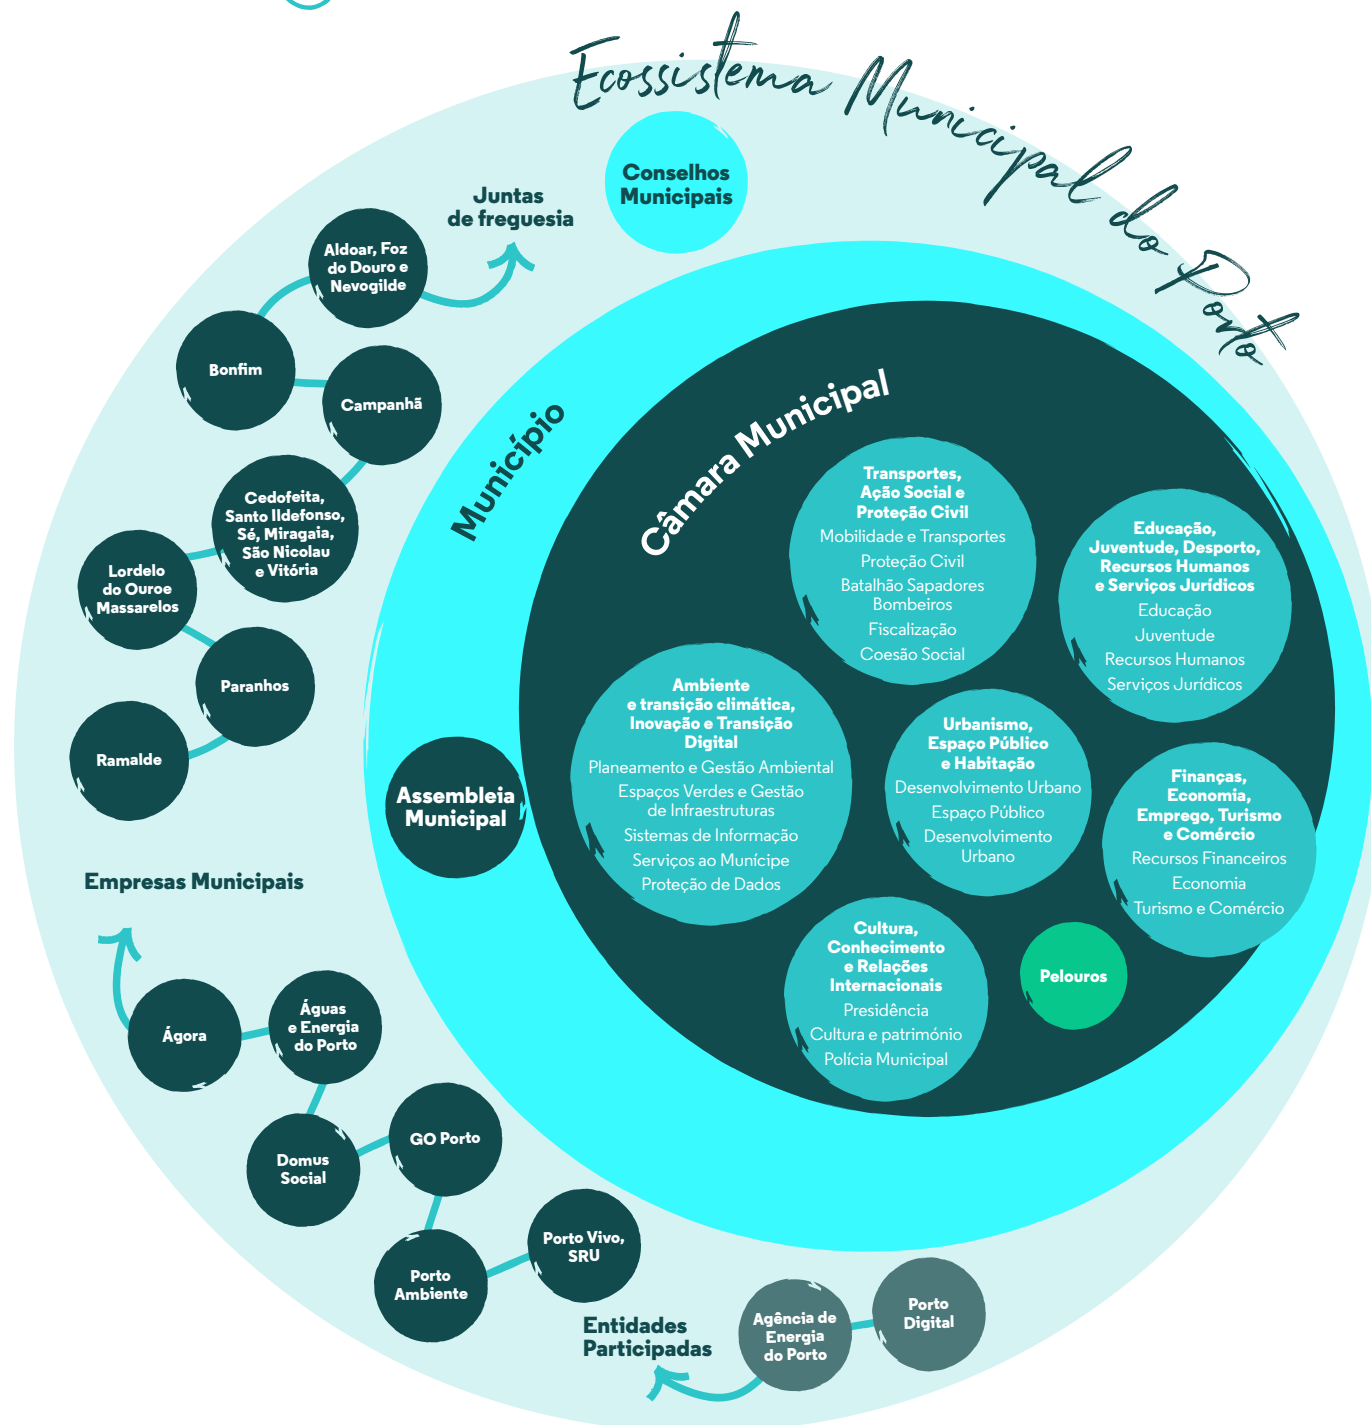 Ecossistema Municipal do Porto
Conselhos
Municipais
Juntas
de freguesia
Aldoar, Foz
do Douro e
Nevogilde
Bonfim
Campanhã
Cedofeita,
Santo Ildefonso,
Sé, Miragaia,
São Nicolau
e Vitória
Lordelo
do Ouroe
Massarelos
Paranhos
Ramalde
Município
Câmara Municipal
Transportes,
Ação Social e
Proteção Civil
Mobilidade e Transportes
Proteção Civil
Batalhão Sapadores
Bombeiros
Fiscalização
Coesão Social
Educação,
Juventude, Desporto,
Recursos Humanos
e Serviços Jurídicos
Educação
Juventude
Recursos Humanos
Serviços Jurídicos
Ambiente
e transição climática,
Inovação e Transição
Digital
Planeamento e Gestão Ambiental
Espaços Verdes e Gestão
de Infraestruturas
Sistemas de Informação
Serviços ao Munícipe
Proteção de Dados
Urbanismo,
Espaço Público
e Habitação
Desenvolvimento Urbano
Espaço Público
Desenvolvimento
Urbano
Finanças,
Economia,
Emprego, Turismo
e Comércio
Recursos Financeiros
Economia
Turismo e Comércio
Assembleia
Municipal
Cultura,
Conhecimento
e Relações
Internacionais
Presidência
Cultura e património
Polícia Municipal
Pelouros
Empresas Municipais
Ágora
Águas
e Energia
do Porto
Domus
Social
GO Porto
Porto
Ambiente
Porto Vivo,
SRU
Entidades
Participadas
Agência de
Energia
do Porto
Porto
Digital